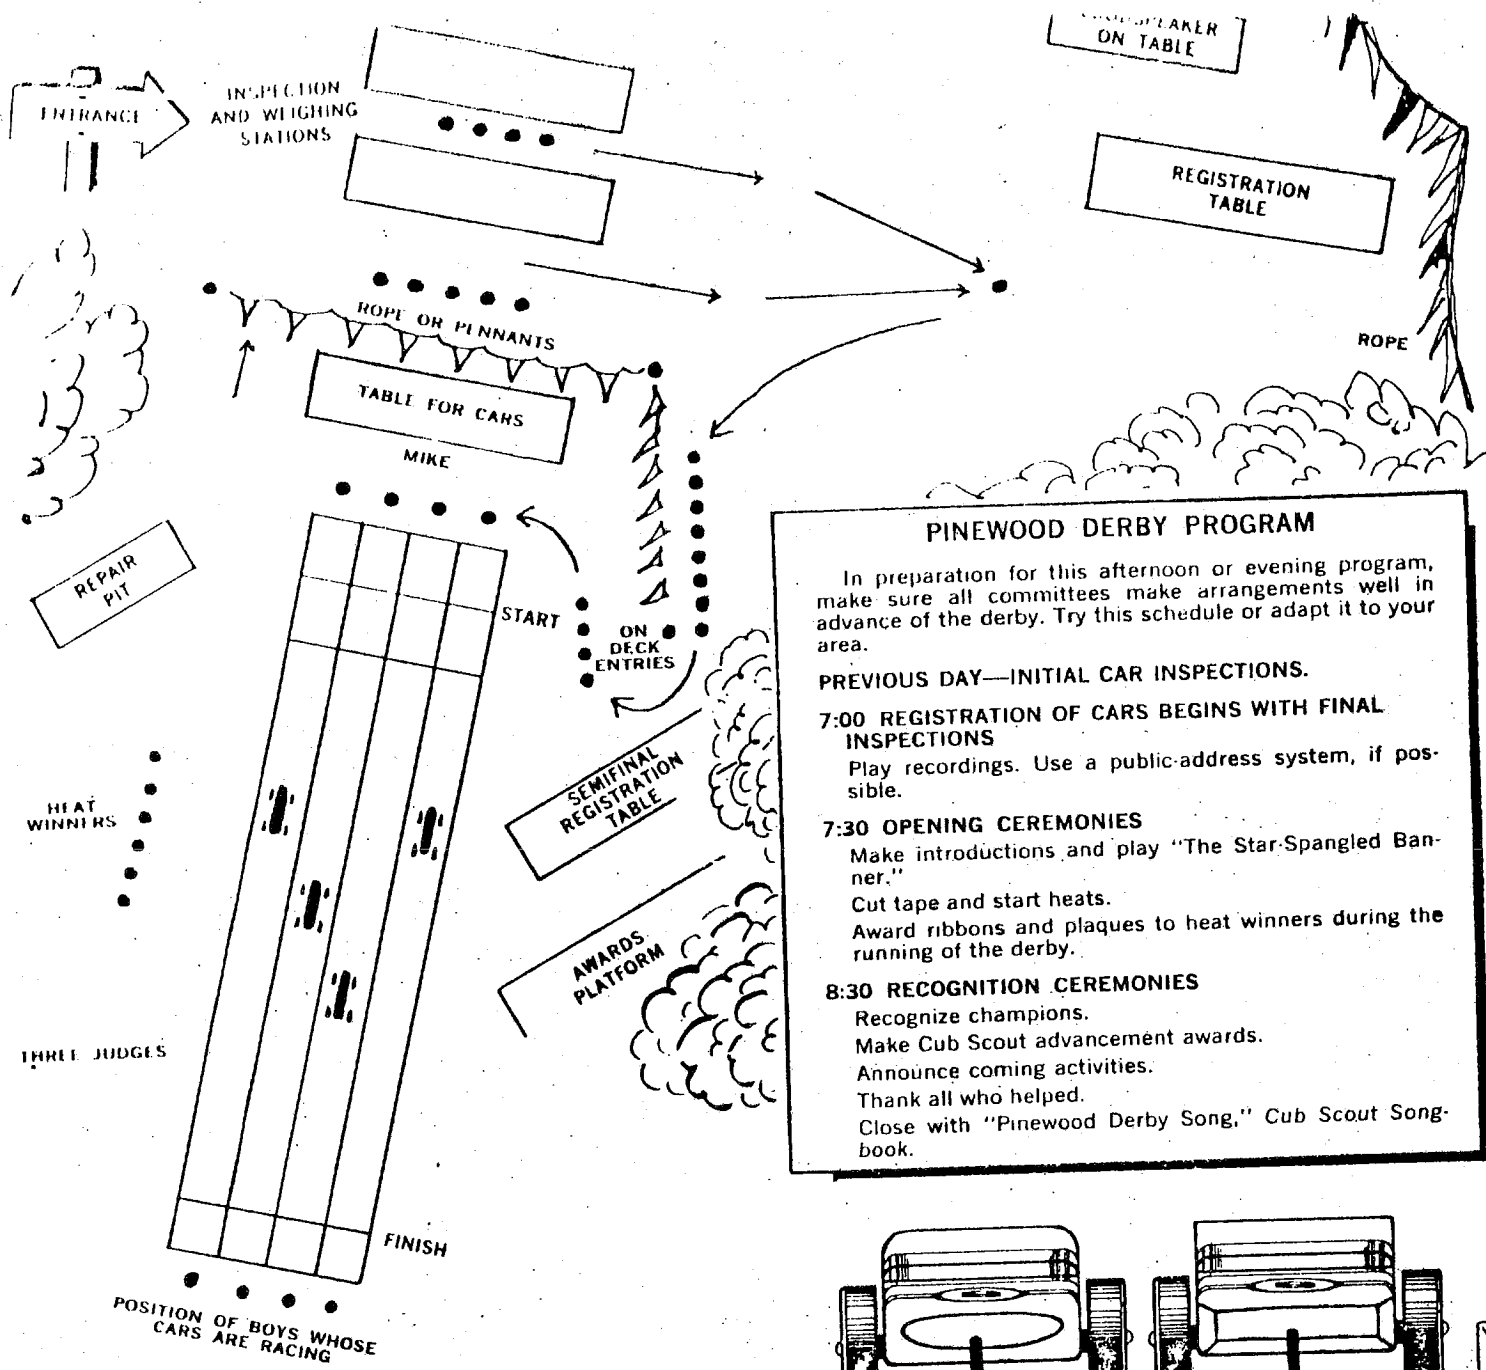 ON TABLE
ENTRANCE
INSPECTION
AND WEIGHING
STATIONS
REGISTRATION
TABLE
ROPE OR PENNANTS
ROPE
TABLE FOR CARS
MIKE
REPAIR
PIT
START
ON
DECK
ENTRIES
HEAT
WINNERS
SEMIFINAL
REGISTRATION
TABLE
AWARDS
PLATFORM
THREE JUDGES
FINISH
POSITION OF BOYS WHOSE
CARS ARE RACING
PINEWOOD DERBY PROGRAM
In preparation for this afternoon or evening program,
make sure all committees make arrangements well in
advance of the derby. Try this schedule or adapt it to your
area.
PREVIOUS DAY—INITIAL CAR INSPECTIONS.
7:00 REGISTRATION OF CARS BEGINS WITH FINAL
INSPECTIONS
Play recordings. Use a public-address system, if pos-
sible.
7:30 OPENING CEREMONIES
Make introductions and play "The Star-Spangled Ban-
ner."
Cut tape and start heats.
Award ribbons and plaques to heat winners during the
running of the derby.
8:30 RECOGNITION CEREMONIES
Recognize champions.
Make Cub Scout advancement awards.
Announce coming activities.
Thank all who helped.
Close with "Pinewood Derby Song," Cub Scout Song-
book.